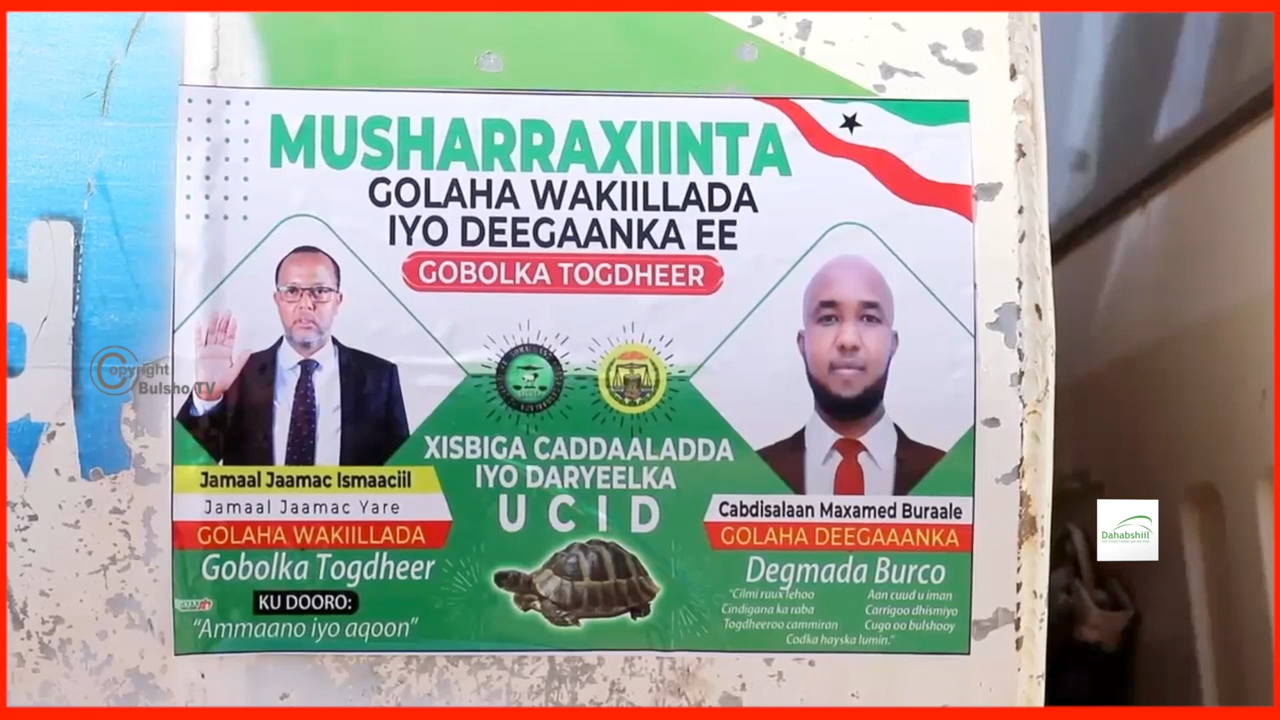 MUSHARRAXIINTA
GOLAHA WAKIILLADA
IYO DEEGAANKA EE
GOBOLKA TOGDHEER
Copyright
Bulsho TV
XISBIGA CADDAALADDA
IYO DARYEELKA
UCID
Jamaal Jaamac Ismaaciil
Jamaal Jaamac Yare
GOLAHA WAKIILLADA
Gobolka Togdheer
KU DOORO:
"Ammaano iyo aqoon"
Cabdisalaan Maxamed Buraale
GOLAHA DEEGAAANKA
Degmada Burco
"Cilmi ruux lehoo
Cindigana ka raba
Togdheeroo cammiran
Aan cuud u iman
Carrigoo dhismiyo
Cugo oo bulshooy
Codka hayska lumin."
Dahabshiil